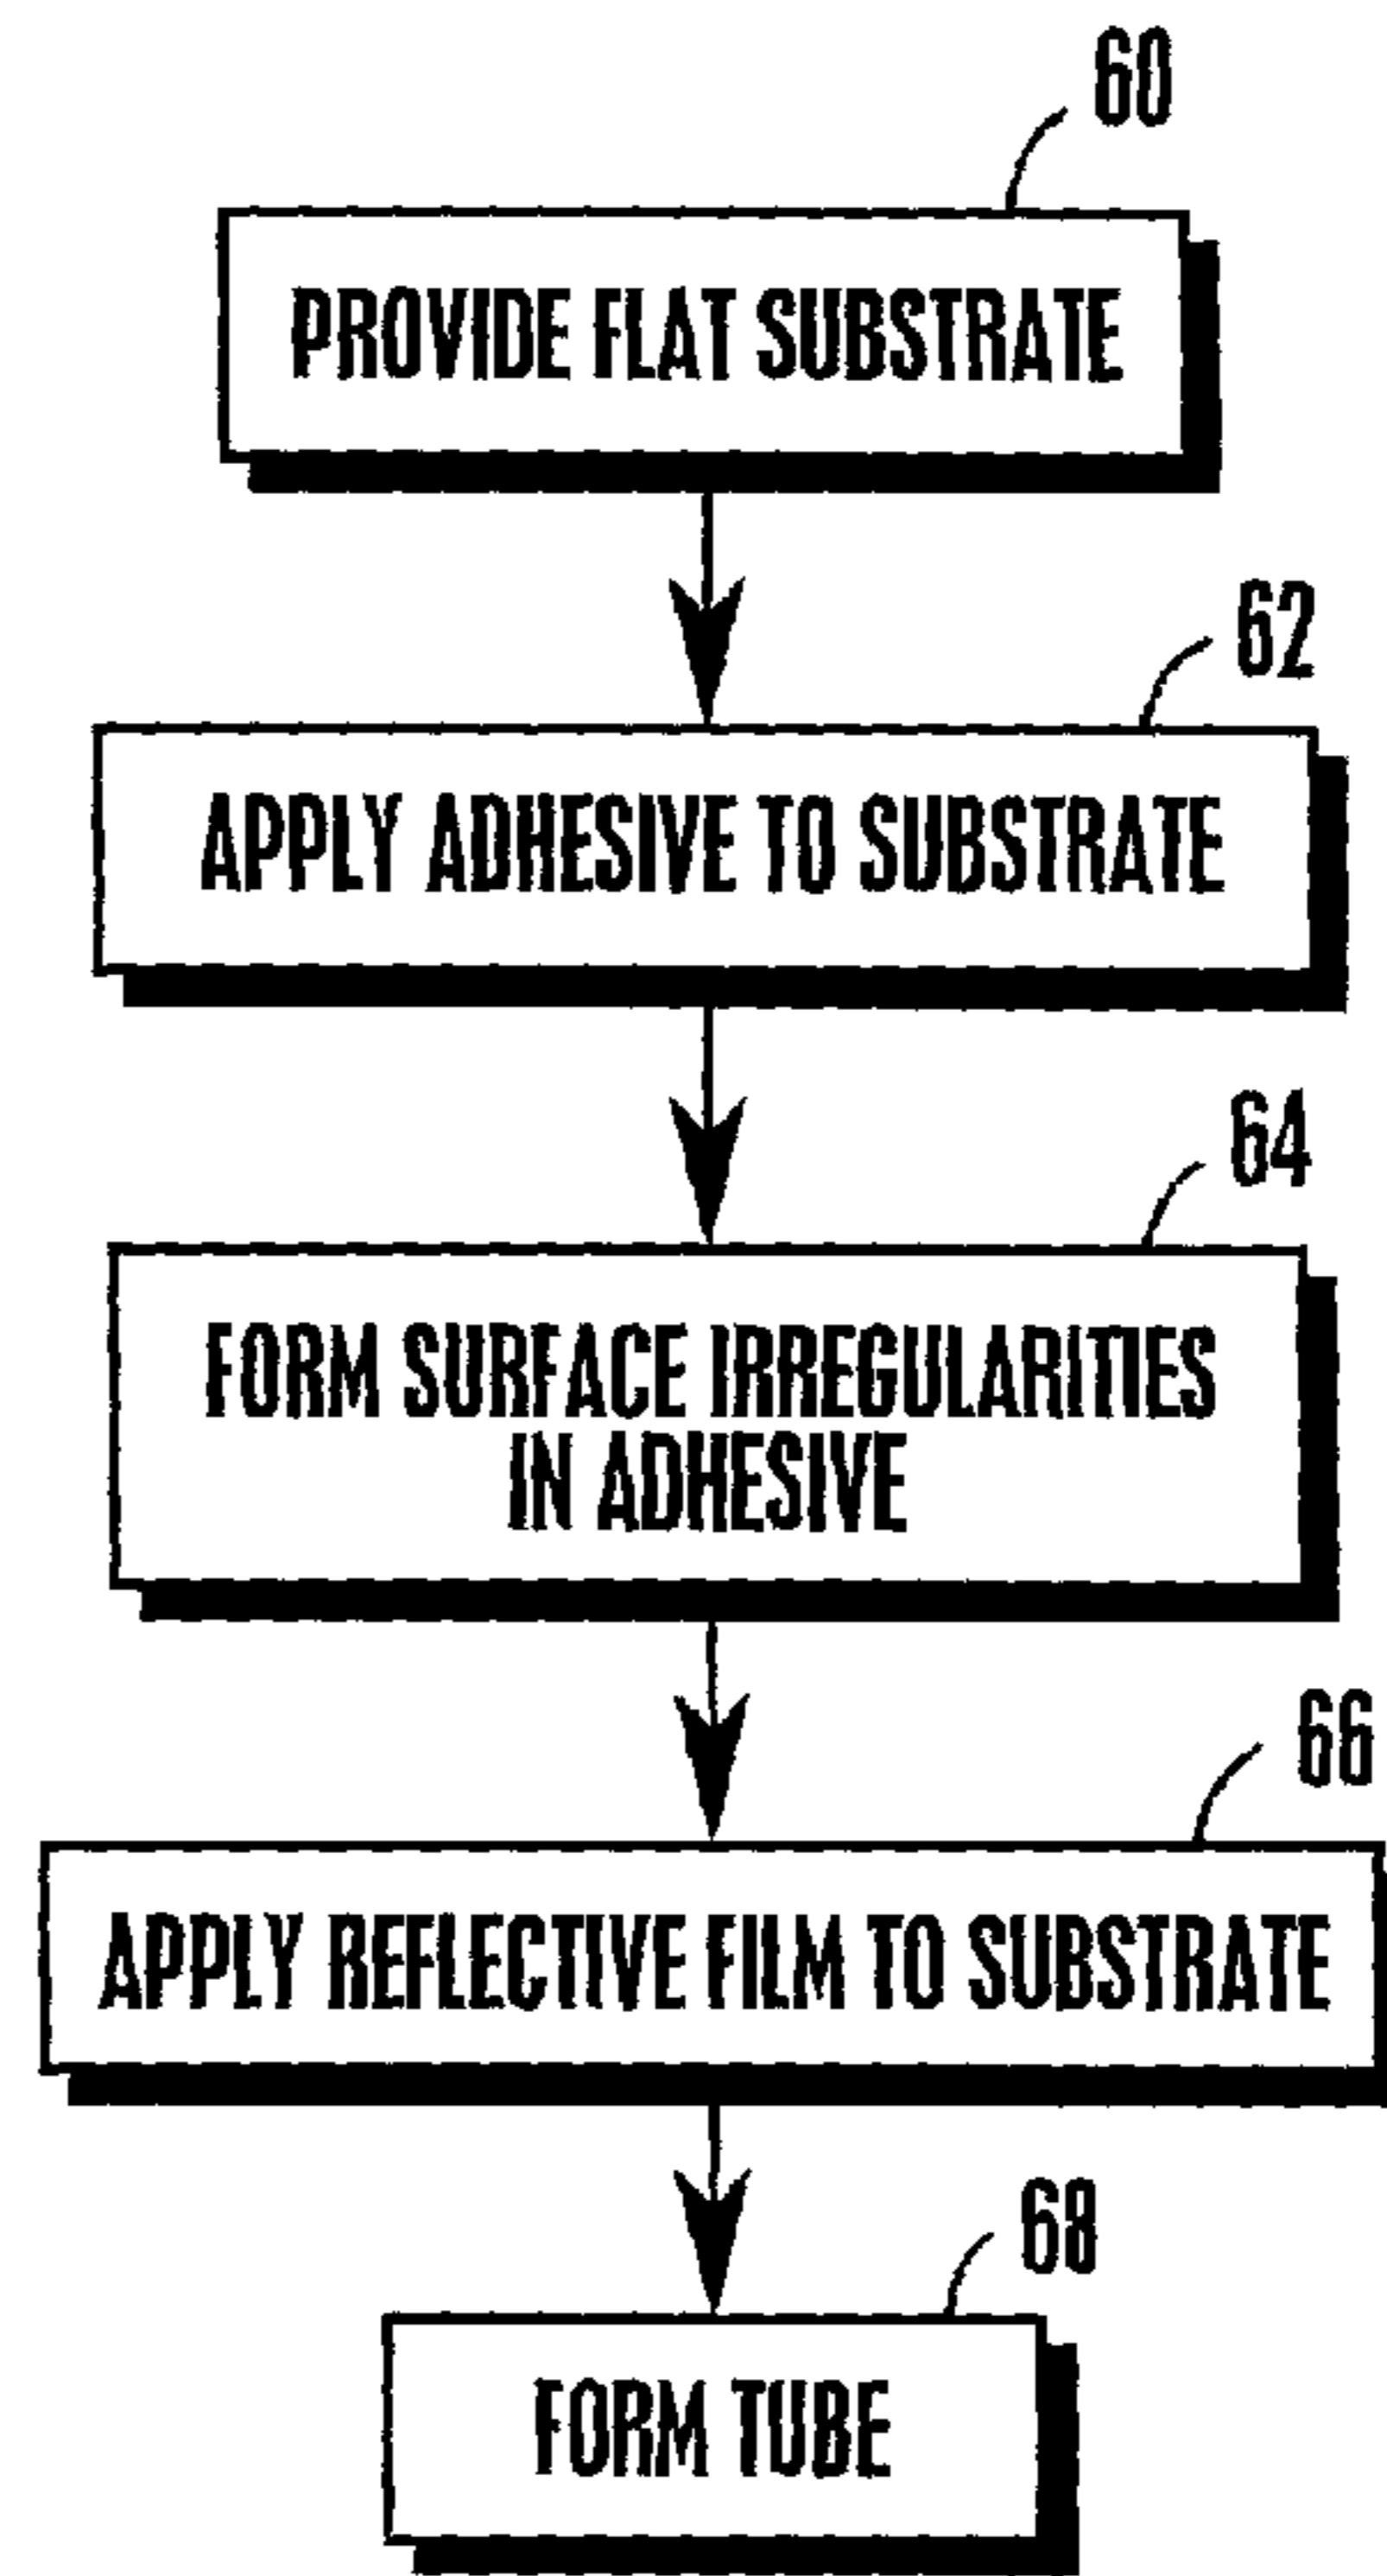 60
PROVIDE FLAT SUBSTRATE
62
APPLY ADHESIVE TO SUBSTRATE
64
FORM SURFACE IRREGULARITIES
IN ADHESIVE
66
APPLY REFLECTIVE FILM TO SUBSTRATE
68
FORM TUBE